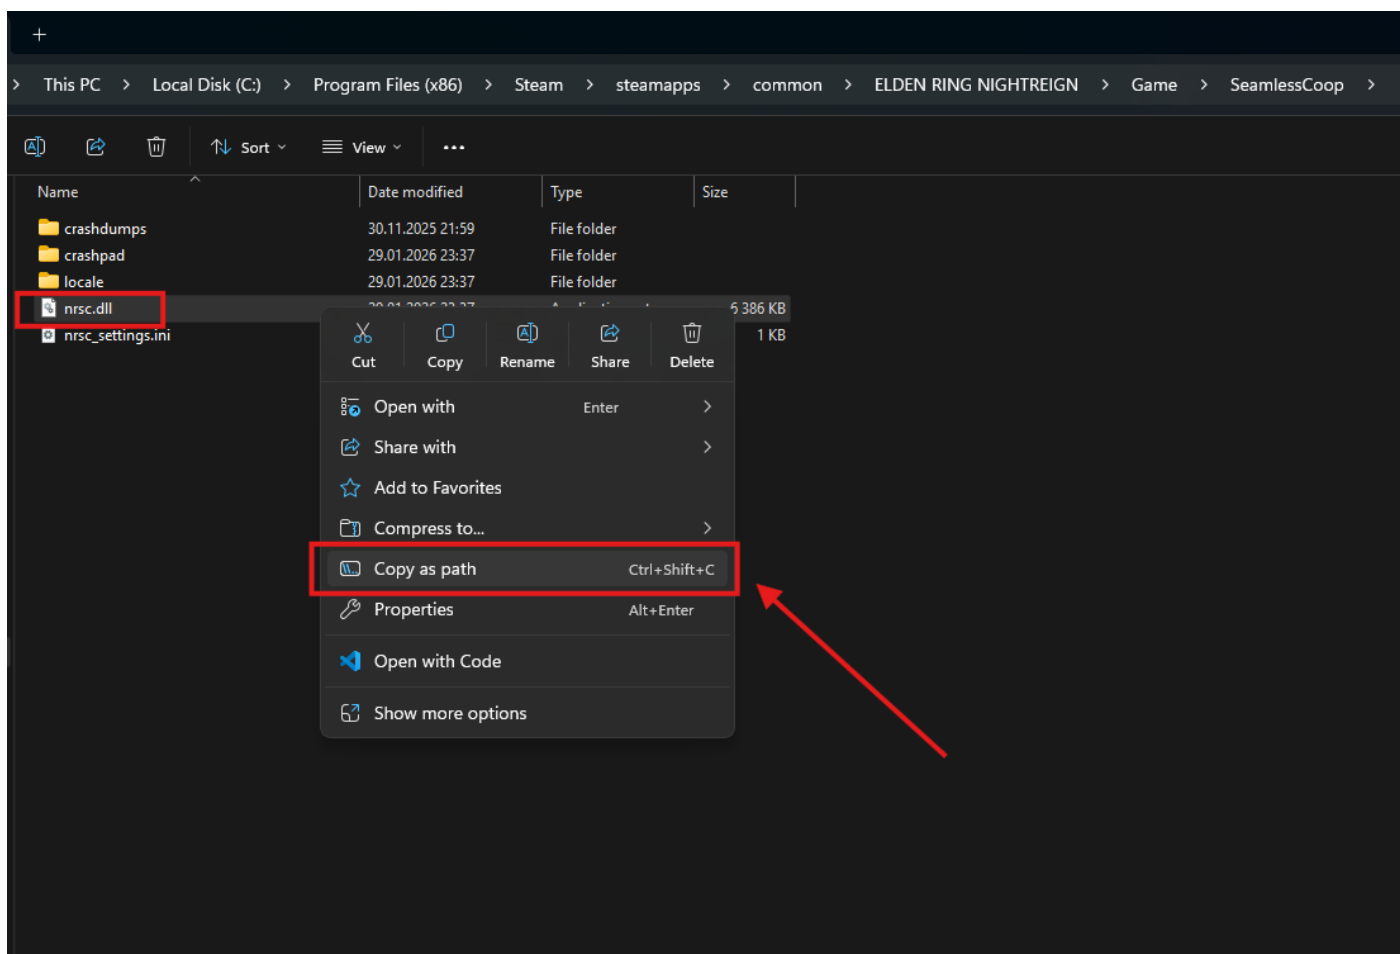 This PC > Local Disk (C:) > Program Files (x86) > Steam > steamapps > common > ELDEN RING NIGHTREIGN > Game > SeamlessCoop >
Sort View
Name Date modified Type Size
crashdumps 30.11.2025 21:59 File folder
crashpad 29.01.2026 23:37 File folder
locale 29.01.2026 23:37 File folder
nrsc.dll 6 386 KB
nrsc_settings.ini 1 KB
Cut Copy Rename Share Delete
Open with Enter
Share with
Add to Favorites
Compress to...
Copy as path Ctrl+Shift+C
Properties Alt+Enter
Open with Code
Show more options